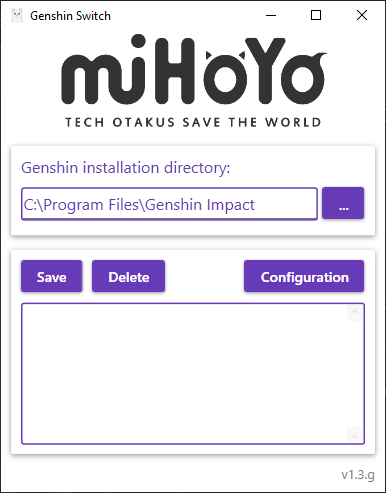 Genshin Switch
miHoYo
TECH OTAKUS SAVE THE WORLD
Genshin installation directory:
C:\Program Files\Genshin Impact
...
Save
Delete
Configuration
v1.3.g